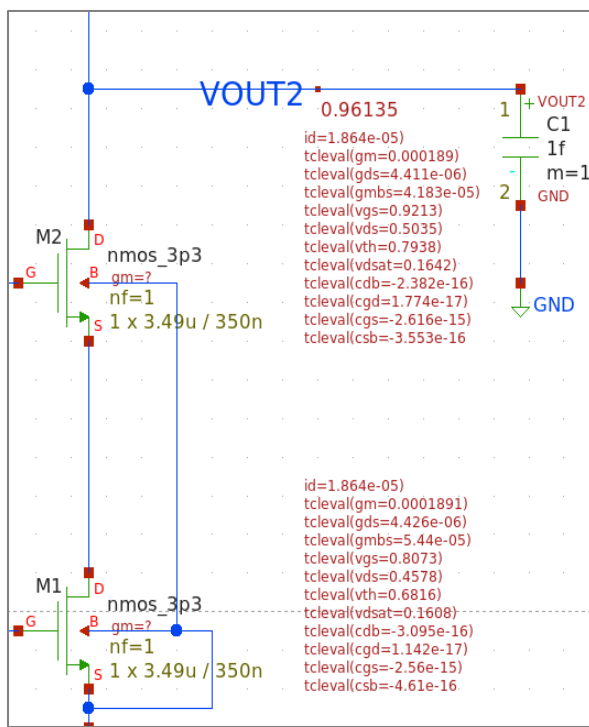 VOUT2
0.96135
1
+ VOUT2
C1
1f
- m=1
2 GND
GND
id=1.864e-05)
tcleval(gm=0.000189)
tcleval(gds=4.411e-06)
tcleval(gmbs=4.183e-05)
tcleval(vgs=0.9213)
tcleval(vds=0.5035)
tcleval(vth=0.7938)
tcleval(vdsat=0.1642)
tcleval(cdb=-2.382e-16)
tcleval(cgd=1.774e-17)
tcleval(cgs=-2.616e-15)
tcleval(csb=-3.553e-16
M2
D
nmos_3p3
G
B
gm=?
nf=1
S
1 x 3.49u / 350n
id=1.864e-05)
tcleval(gm=0.0001891)
tcleval(gds=4.426e-06)
tcleval(gmbs=5.44e-05)
tcleval(vgs=0.8073)
tcleval(vds=0.4578)
tcleval(vth=0.6816)
tcleval(vdsat=0.1608)
tcleval(cdb=-3.095e-16)
tcleval(cgd=1.142e-17)
tcleval(cgs=-2.56e-15)
tcleval(csb=-4.61e-16
M1
D
nmos_3p3
G
B
gm=?
nf=1
S
1 x 3.49u / 350n